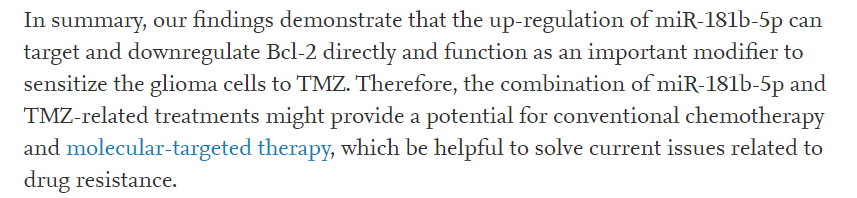 In summary, our findings demonstrate that the up-regulation of miR-181b-5p can
target and downregulate Bcl-2 directly and function as an important modifier to
sensitize the glioma cells to TMZ. Therefore, the combination of miR-181b-5p and
TMZ-related treatments might provide a potential for conventional chemotherapy
and molecular-targeted therapy, which be helpful to solve current issues related to
drug resistance.